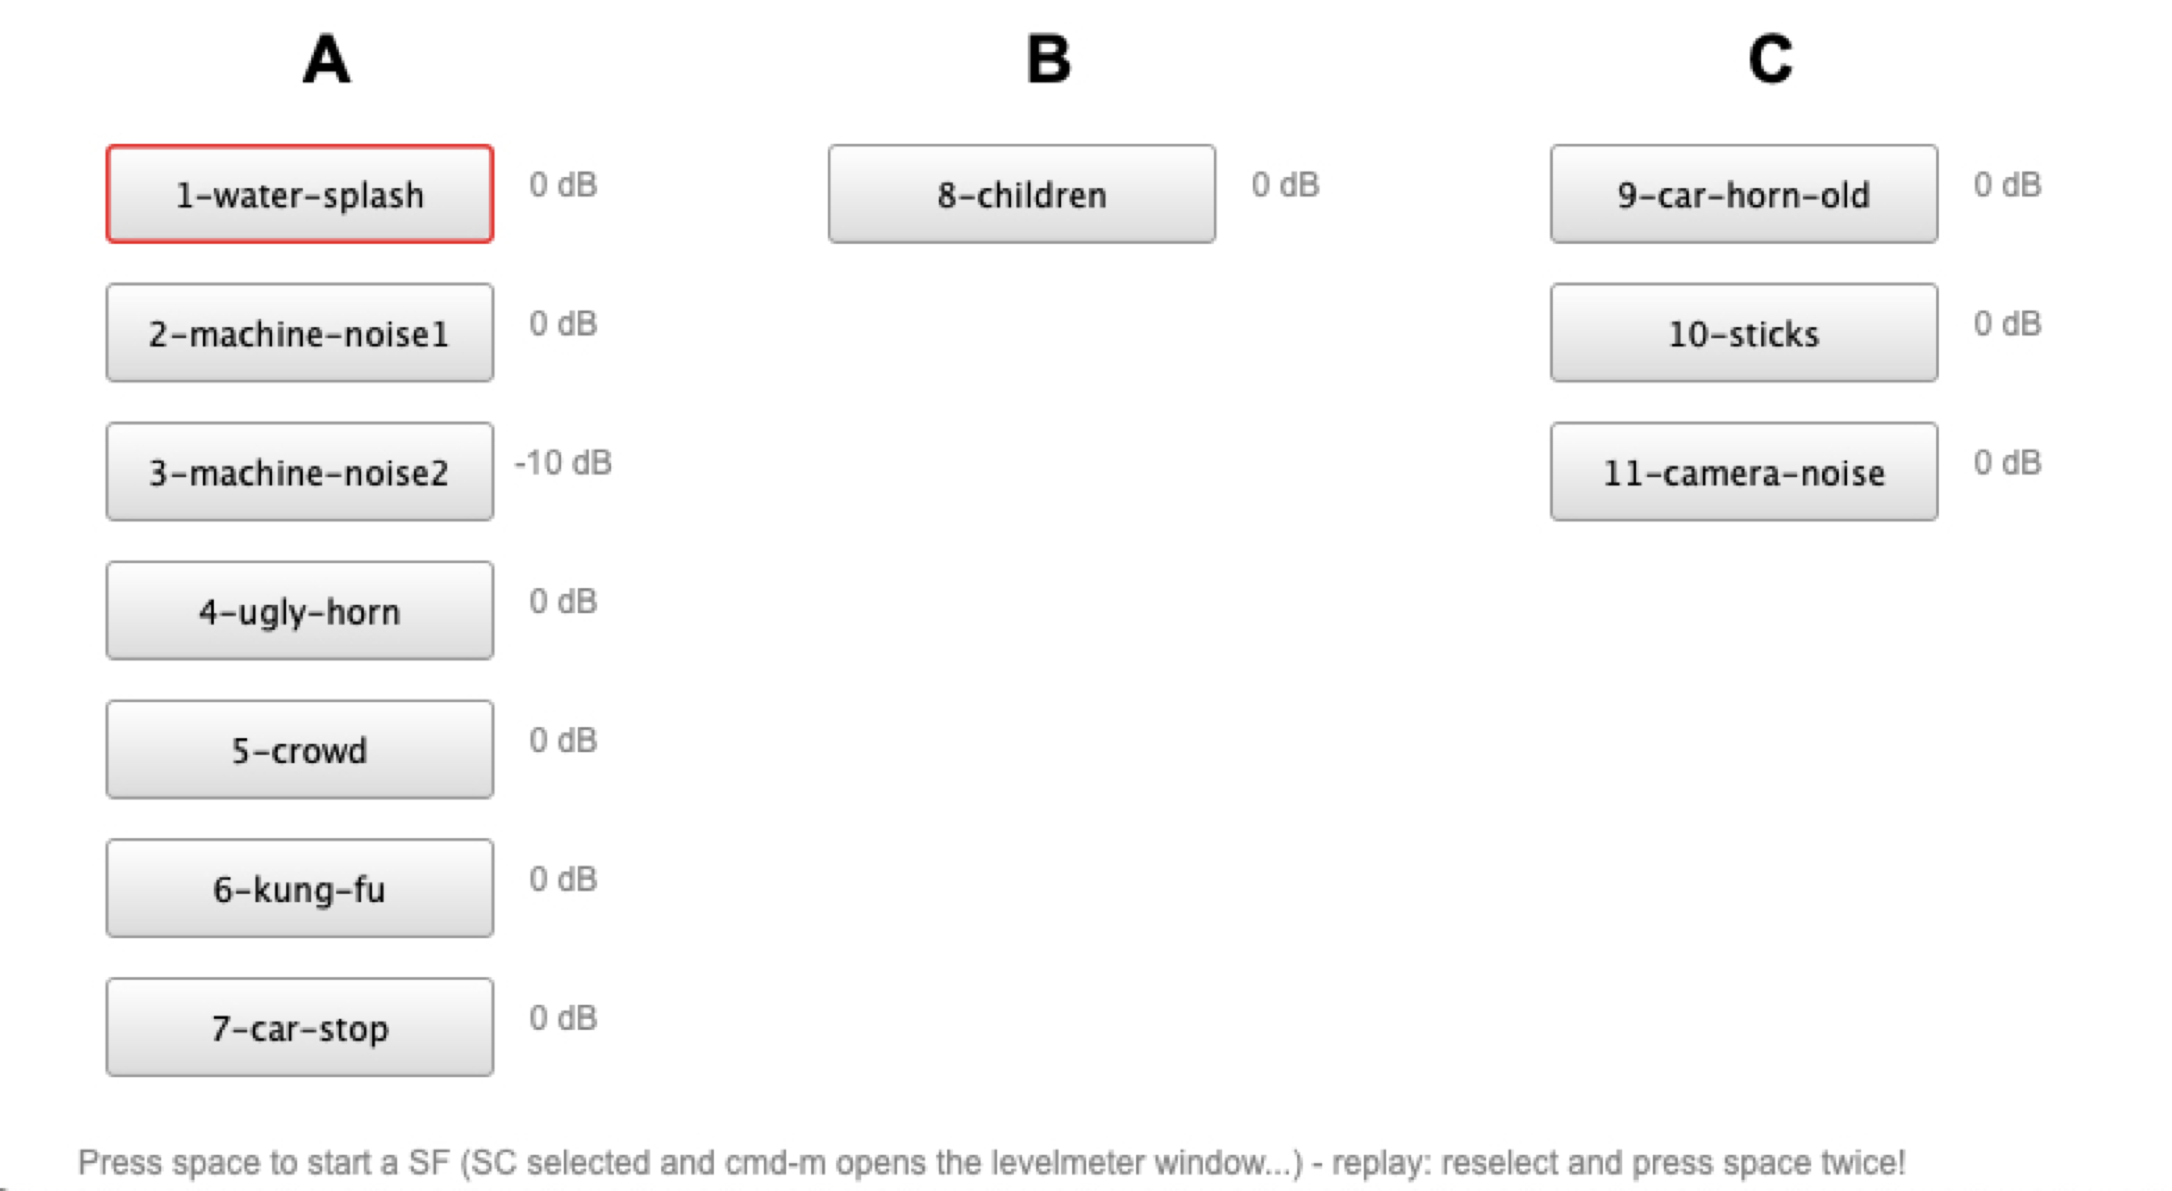 A B C
1-water-splash 0 dB 8-children 0 dB 9-car-horn-old 0 dB
2-machine-noise1 0 dB 10-sticks 0 dB
3-machine-noise2 -10 dB 11-camera-noise 0 dB
4-ugly-horn 0 dB
5-crowd 0 dB
6-kung-fu 0 dB
7-car-stop 0 dB
Press space to start a SF (SC selected and cmd-m opens the levelmeter window...) - replay: reselect and press space twice!